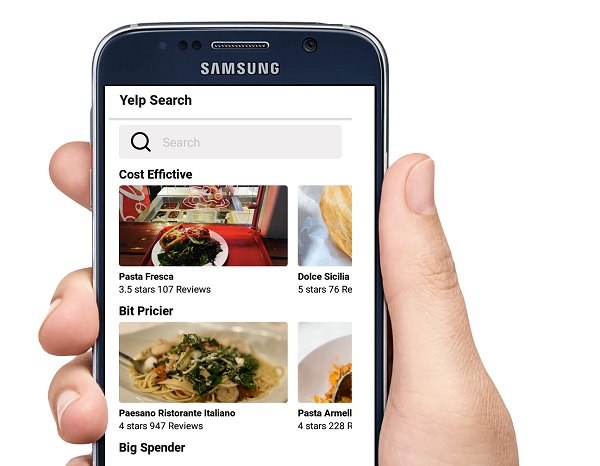 SAMSUNG
Yelp Search
Search
Cost Effictive
Pasta Fresca
3.5 stars 107 Reviews
Dolce Sicilia
5 stars 76 Re
Bit Pricier
Paesano Ristorante Italiano
4 stars 947 Reviews
Pasta Armell
4 stars 228 R
Big Spender